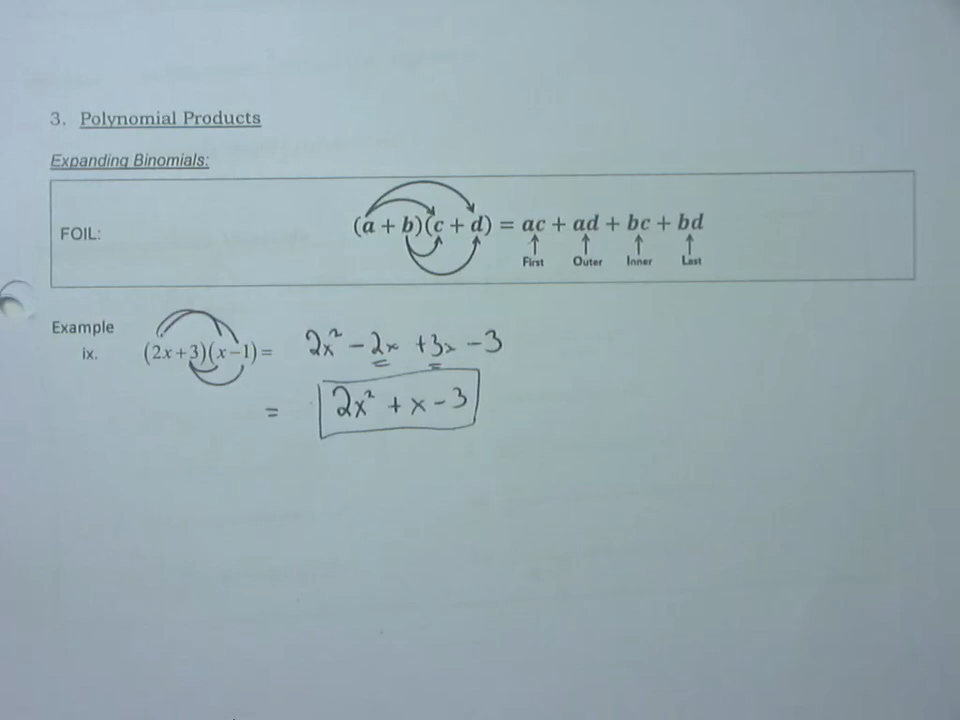 3. Polynomial Products
Expanding Binomials:
FOIL: (a + b)(c + d) = ac + ad + bc + bd
First Outer Inner Last
Example
ix. (2x+3)(x−1)= 2x² − 2x + 3x − 3
= 2x² + x − 3